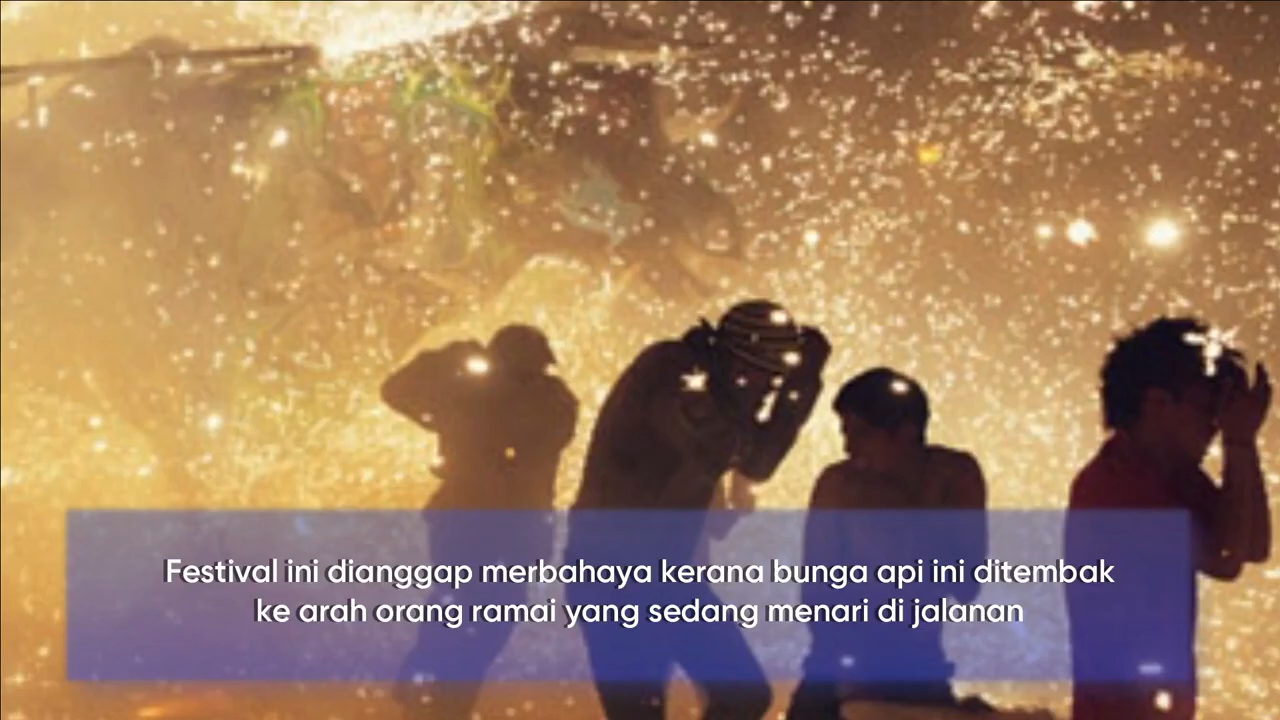 Festival ini dianggap merbahaya kerana bunga api ini ditembak
ke arah orang ramai yang sedang menari di jalanan